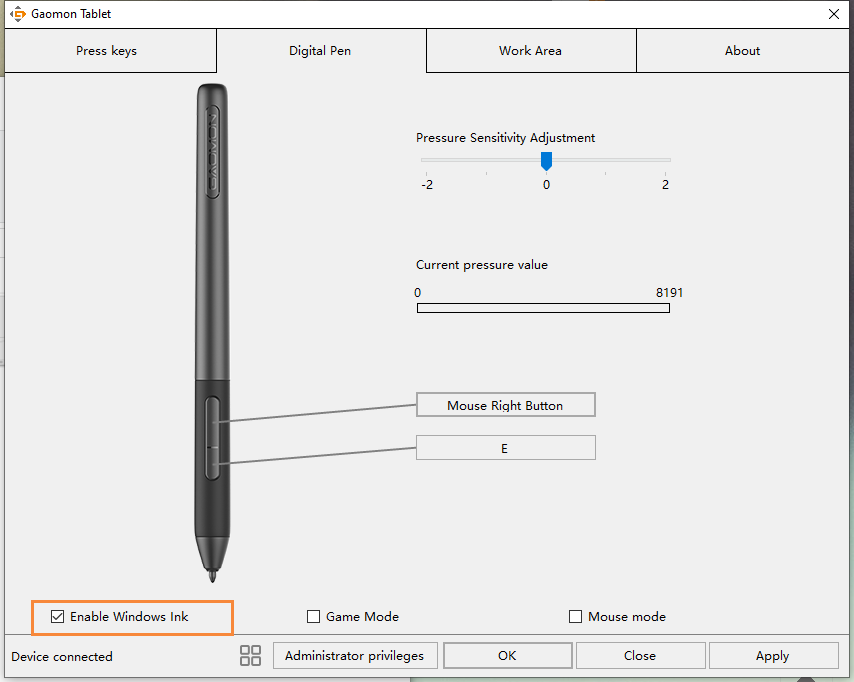 Gaomon Tablet
Press keys
Digital Pen
Work Area
About
GAOMON
Pressure Sensitivity Adjustment
-2 0 2
Current pressure value
0 8191
Mouse Right Button
E
Enable Windows Ink
Game Mode
Mouse mode
Device connected
Administrator privileges
OK
Close
Apply